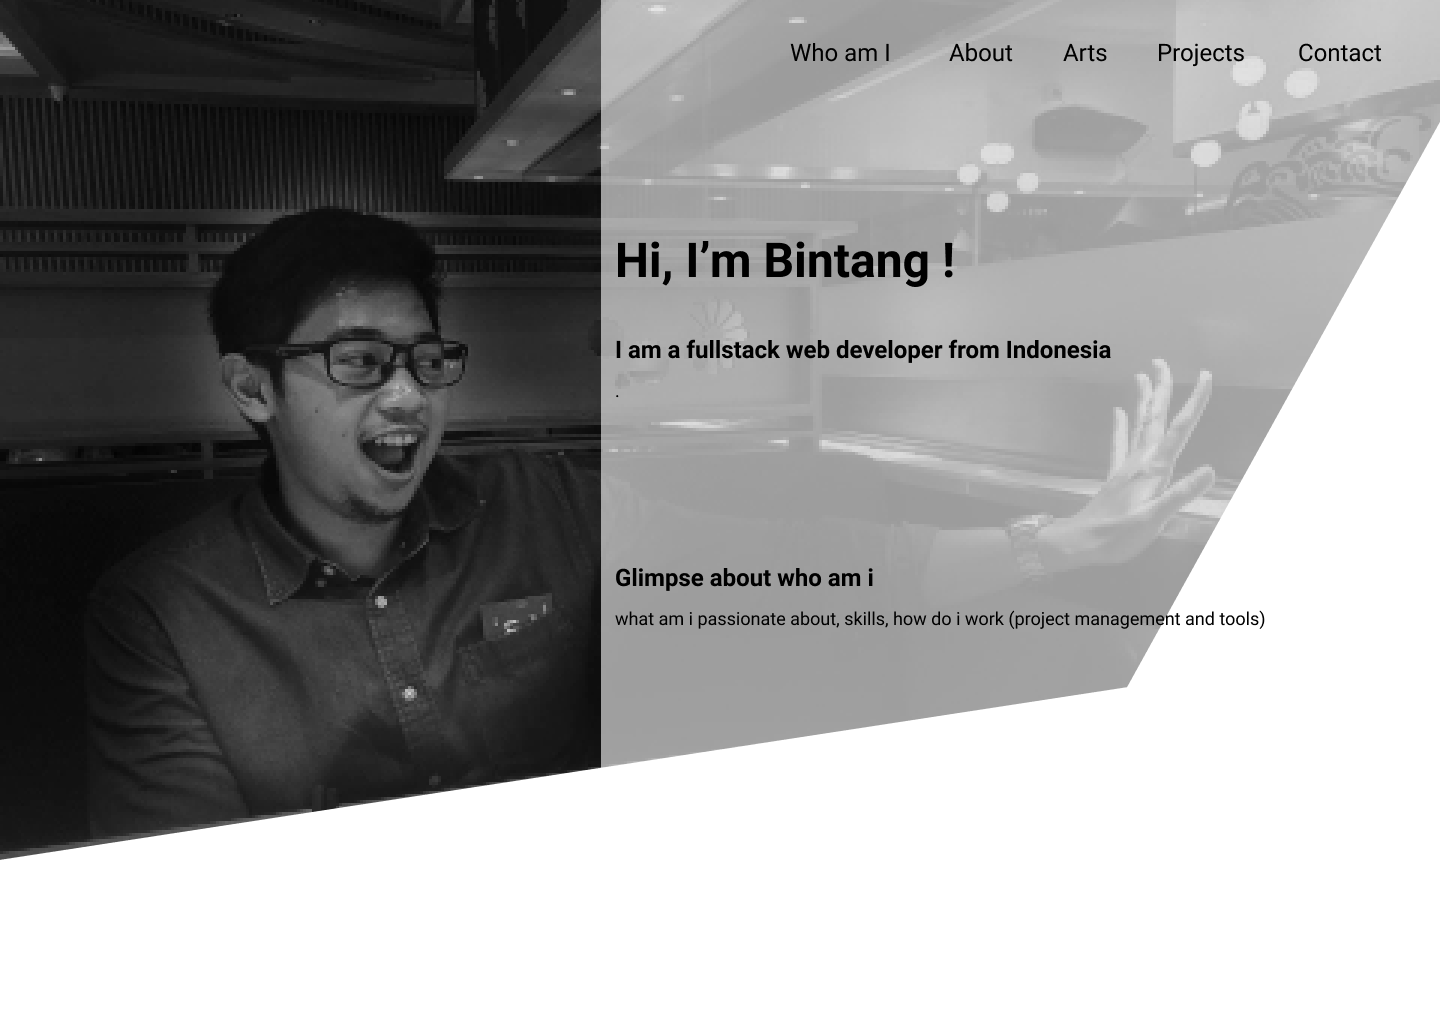 Who am I About Arts Projects Contact
Hi, I’m Bintang !
I am a fullstack web developer from Indonesia
.
Glimpse about who am i
what am i passionate about, skills, how do i work (project management and tools)